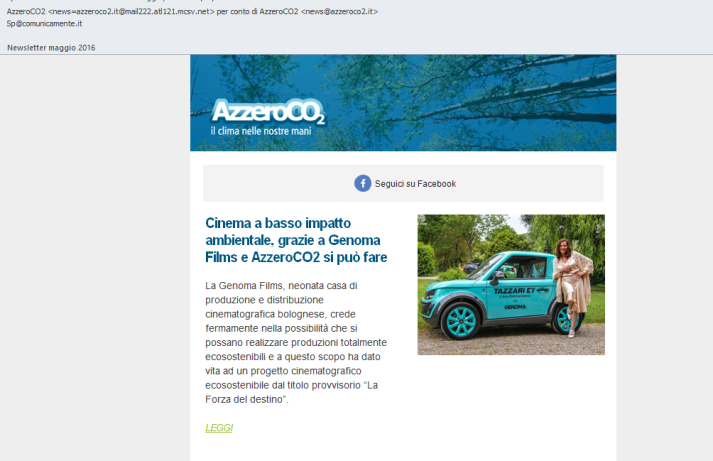 AzzeroCO2 <news=azzeroco2.it@mail222.atl121.mcsv.net> per conto di AzzeroCO2 <news@azzeroco2.it>
Sp@comunicamente.it
Newsletter maggio 2016
AzzeroCO2
il clima nelle nostre mani
Seguici su Facebook
Cinema a basso impatto
ambientale, grazie a Genoma
Films e AzzeroCO2 si può fare
La Genoma Films, neonata casa di
produzione e distribuzione
cinematografica bolognese, crede
fermamente nella possibilità che si
possano realizzare produzioni totalmente
ecosostenibili e a questo scopo ha dato
vita ad un progetto cinematografico
ecosostenibile dal titolo provvisorio "La
Forza del destino".
LEGGI
TAZZARI EV
GENOMA